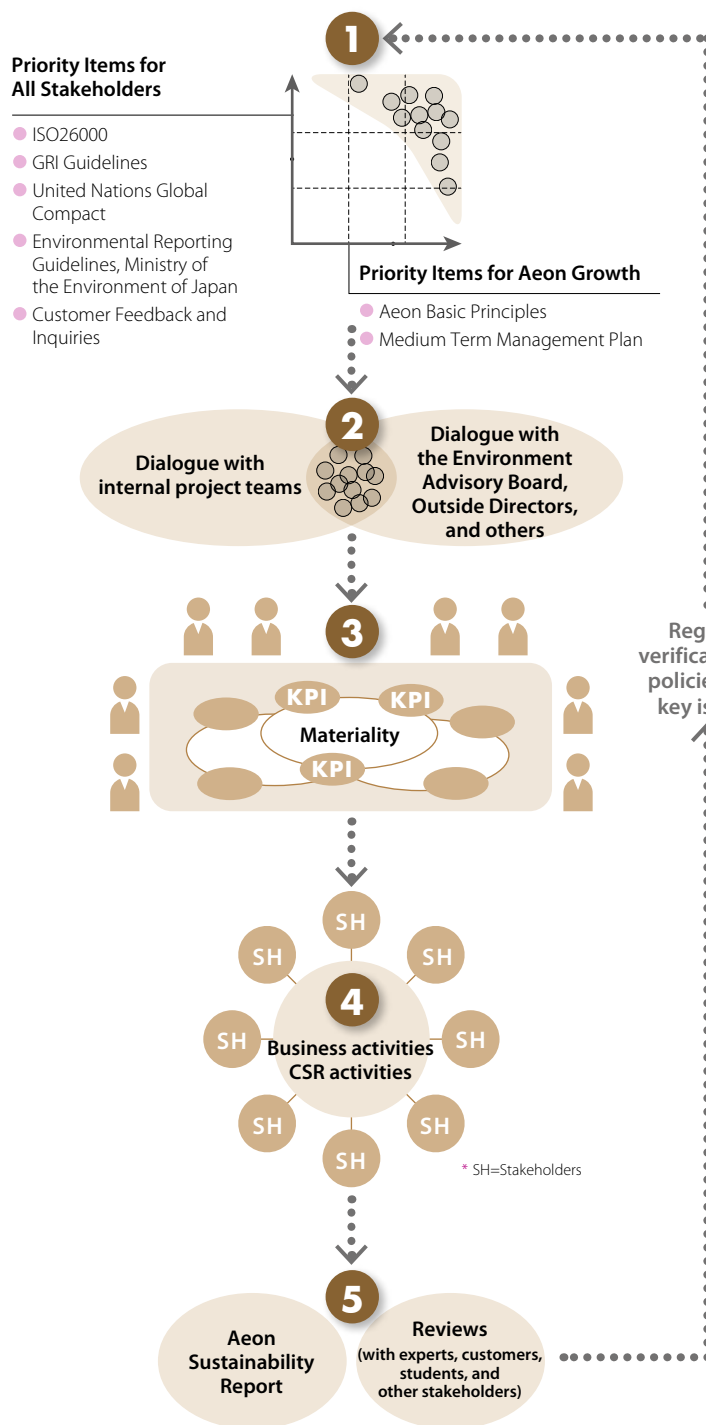 1
Priority Items for
All Stakeholders
ISO26000
GRI Guidelines
United Nations Global
Compact
Environmental Reporting
Guidelines, Ministry of
the Environment of Japan
Customer Feedback and
Inquiries
Priority Items for Aeon Growth
Aeon Basic Principles
Medium Term Management Plan
2
Dialogue with
internal project teams
Dialogue with
the Environment
Advisory Board,
Outside Directors,
and others
3
KPI
KPI
Materiality
KPI
SH
SH
SH
SH
SH
SH
SH
SH
4
Business activities
CSR activities
* SH=Stakeholders
5
Aeon
Sustainability
Report
Reviews
(with experts, customers,
students, and
other stakeholders)